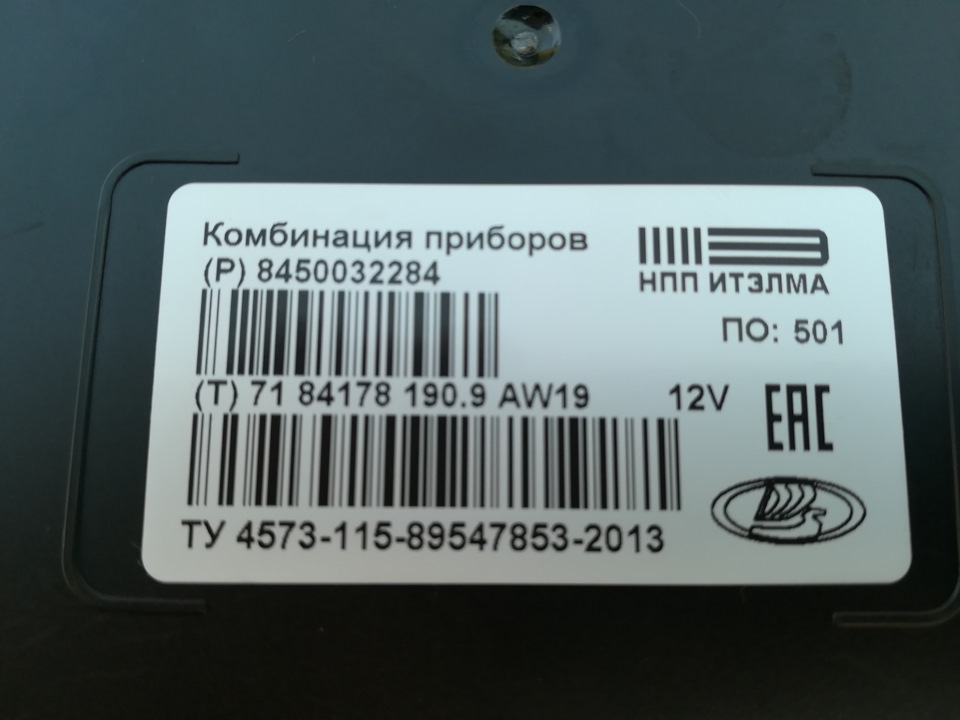 Комбинация приборов
(P) 8450032284
НПП ИТЭЛМА
ПО: 501
(T) 71 84178 190.9 AW19 12V
EAC
ТУ 4573-115-89547853-2013